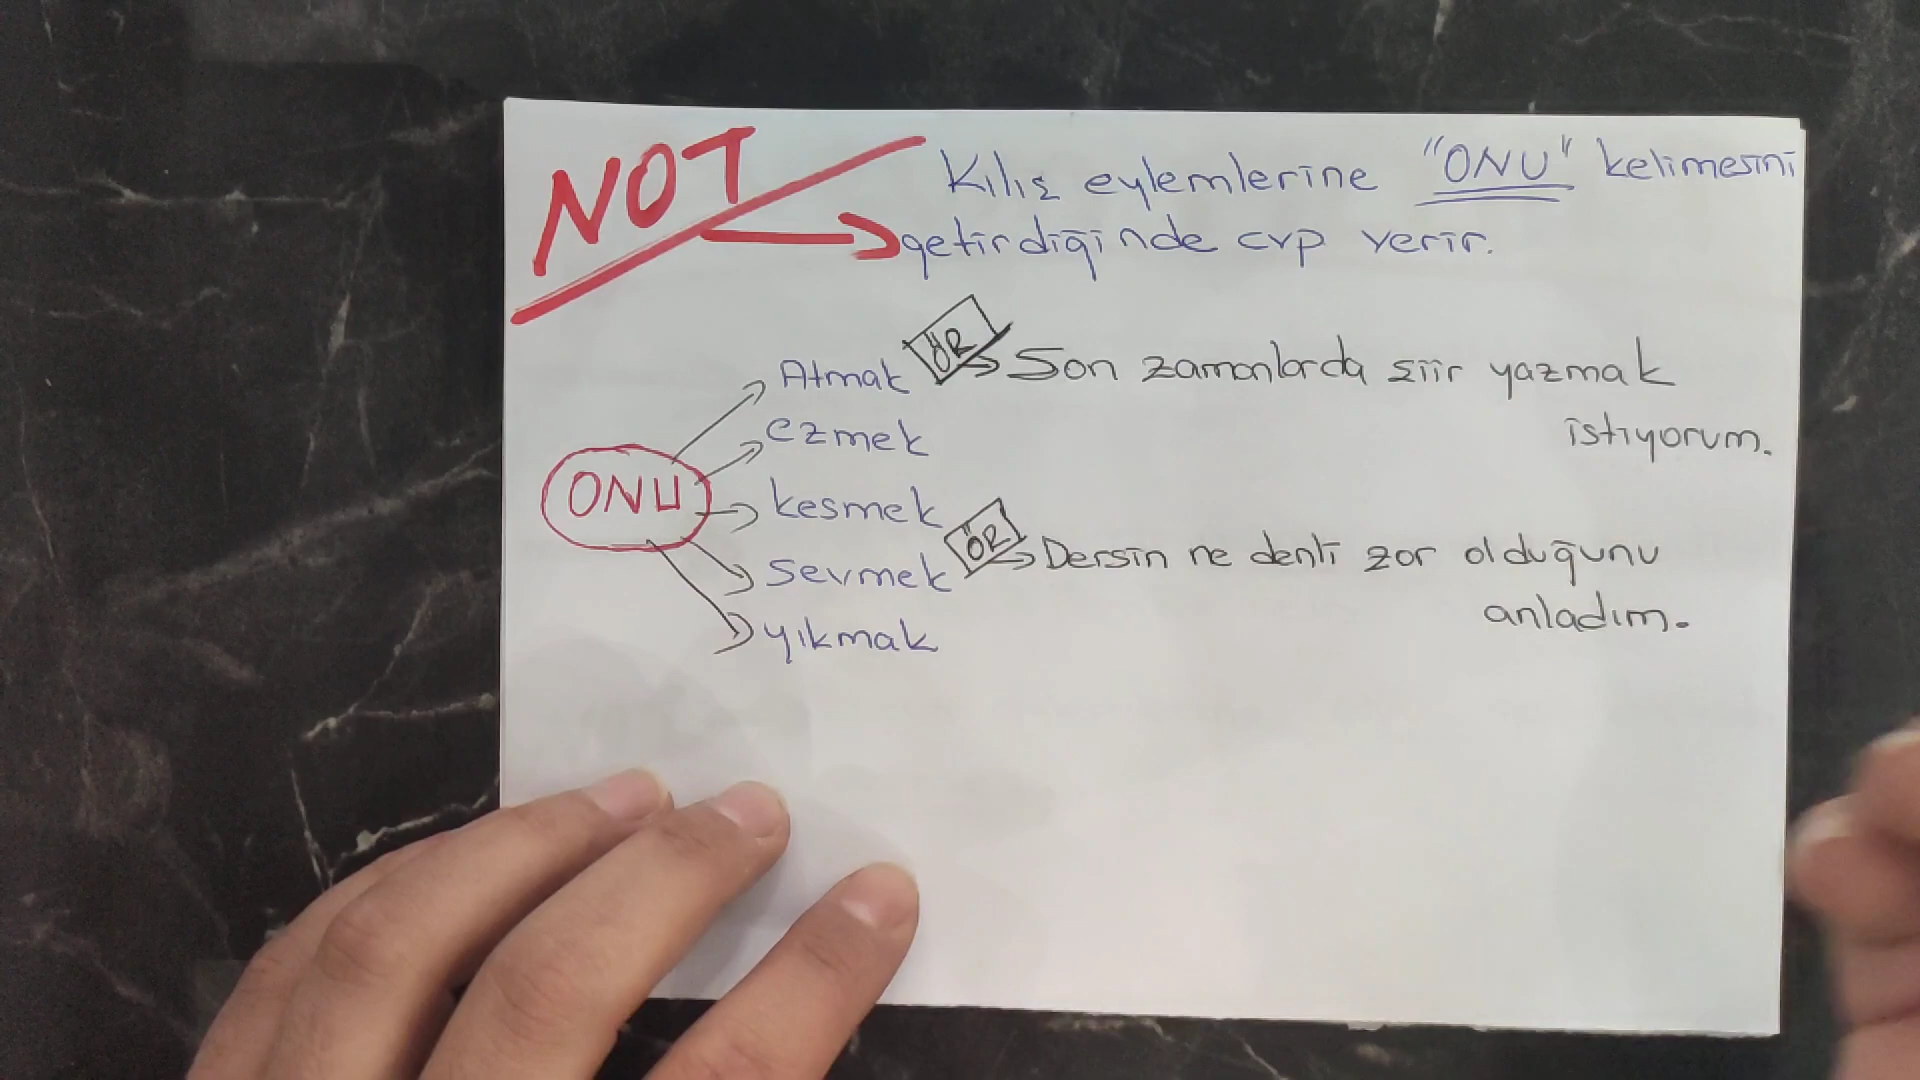 NOT
Kılış eylemlerine "ONU" kelimesini
getirdiğinde cvp verir.
Atmak
ÖR
Son zamanlarda şiir yazmak
istiyorum.
ezmek
ONU
kesmek
sevmek
ÖR
Dersin ne denli zor olduğunu
anladım.
yıkmak